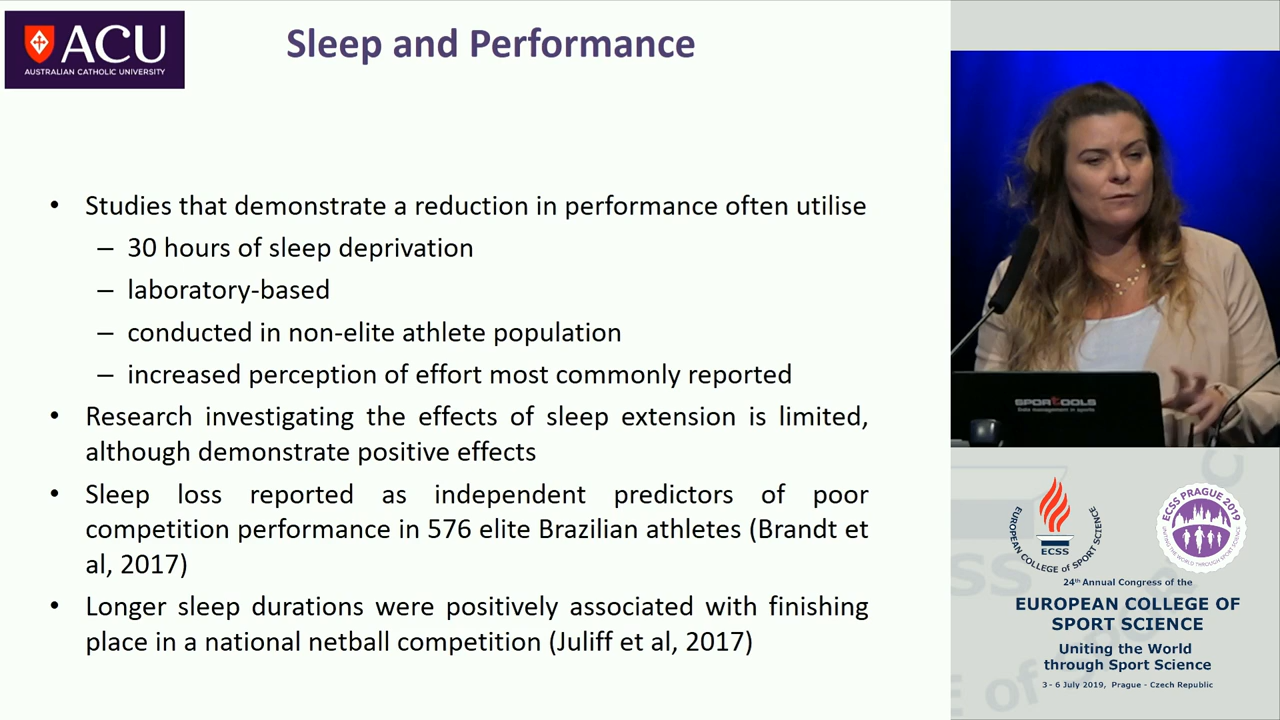 ACU
AUSTRALIAN CATHOLIC UNIVERSITY
Sleep and Performance
• Studies that demonstrate a reduction in performance often utilise
– 30 hours of sleep deprivation
– laboratory-based
– conducted in non-elite athlete population
– increased perception of effort most commonly reported
• Research investigating the effects of sleep extension is limited,
although demonstrate positive effects
• Sleep loss reported as independent predictors of poor
competition performance in 576 elite Brazilian athletes (Brandt et
al, 2017)
• Longer sleep durations were positively associated with finishing
place in a national netball competition (Juliff et al, 2017)
SPORTOOLS
EUROPEAN COLLEGE of SPORT SCIENCE
ECSS
ECSS PRAGUE 2019
UNITING THE WORLD THROUGH SPORT SCIENCE
24th Annual Congress of the
EUROPEAN COLLEGE OF
SPORT SCIENCE
Uniting the World
through Sport Science
3 - 6 July 2019, Prague - Czech Republic